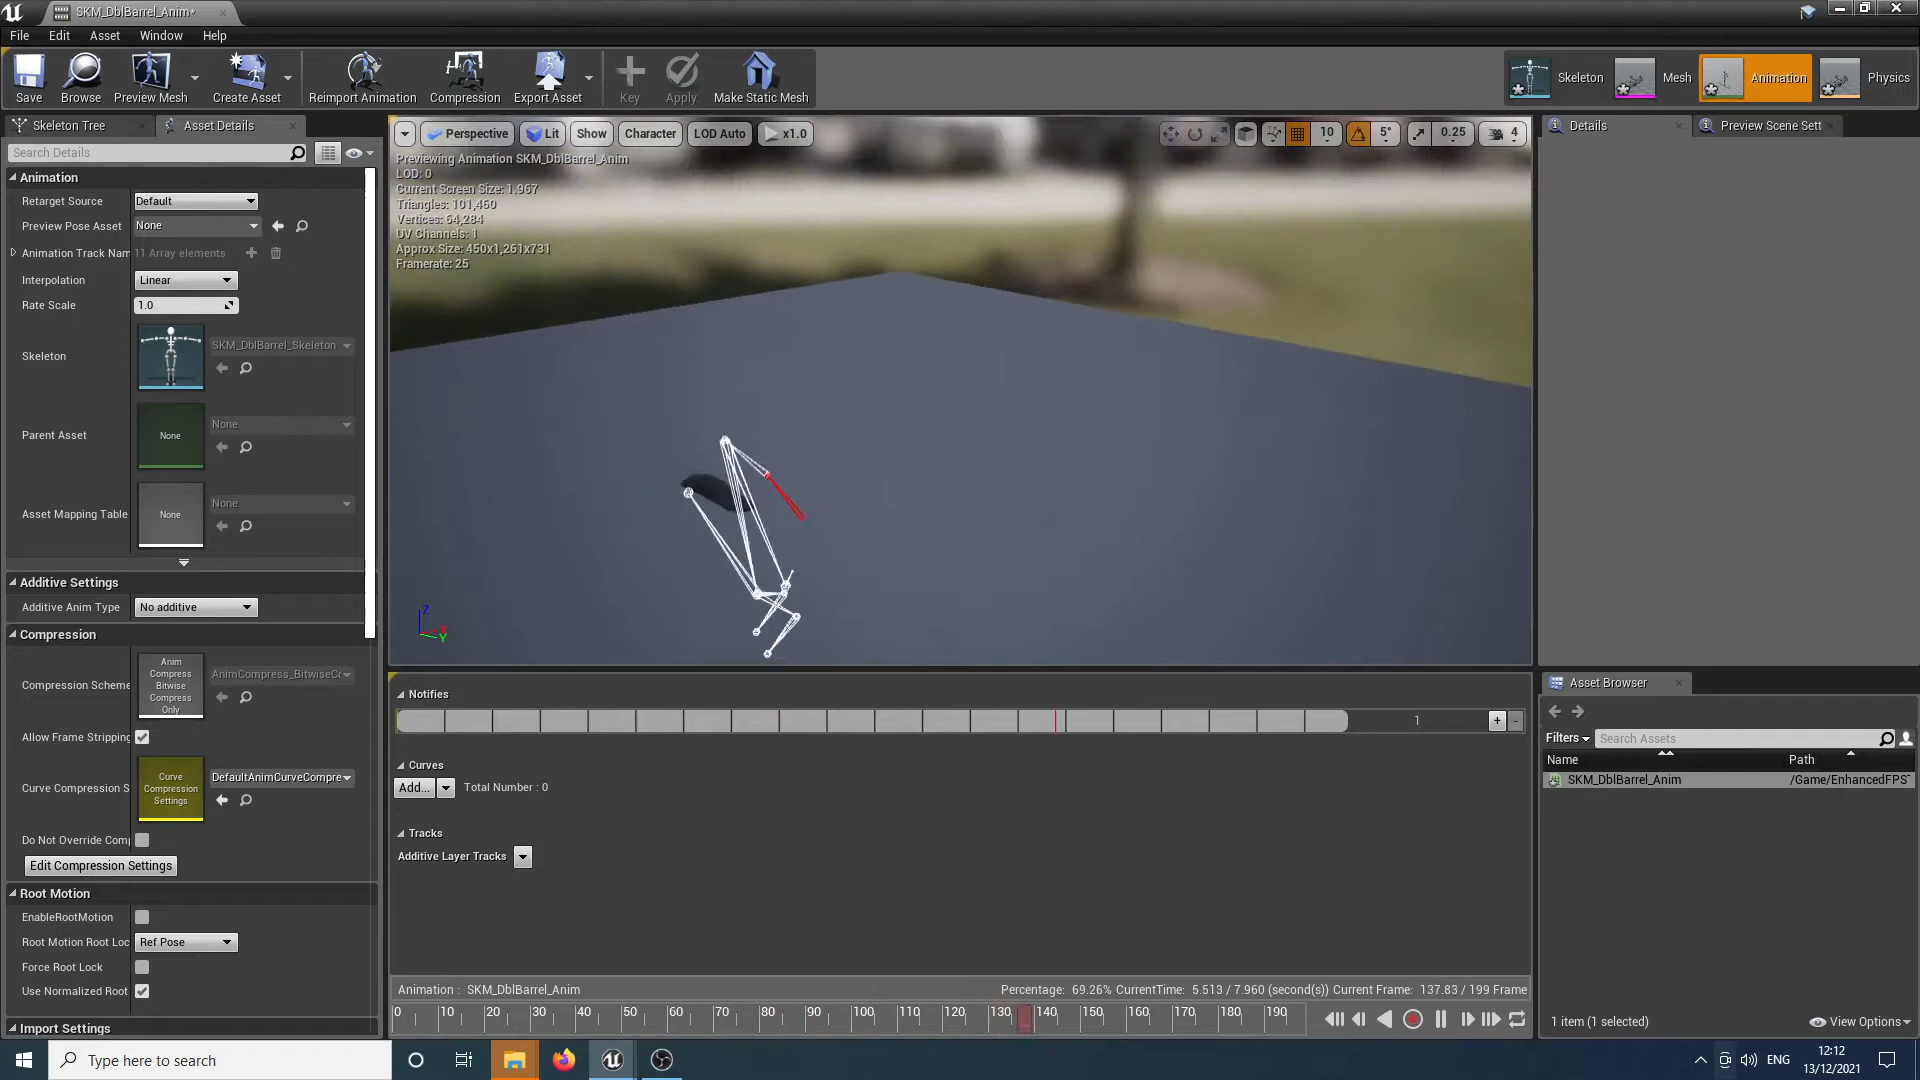 SKM_DblBarrel_Anim*
File Edit Asset Window Help
Save Browse Preview Mesh Create Asset Reimport Animation Compression Export Asset Key Apply Make Static Mesh
Skeleton Mesh Animation Physics
Skeleton Tree Asset Details
Search Details
Animation
Retarget Source Default
Preview Pose Asset None
Animation Track Nam 11 Array elements
Interpolation Linear
Rate Scale 1.0
Skeleton SKM_DblBarrel_Skeleton
Parent Asset None None
Asset Mapping Table None None
Additive Settings
Additive Anim Type No additive
Compression
Compression Scheme Anim Compress Bitwise Compress Only AnimCompress_BitwiseCo
Allow Frame Stripping
Curve Compression S Curve Compression Settings DefaultAnimCurveCompre
Do Not Override Comp
Edit Compression Settings
Root Motion
EnableRootMotion
Root Motion Root Loc Ref Pose
Force Root Lock
Use Normalized Root
Import Settings
Perspective Lit Show Character LOD Auto x1.0 10 5° 0.25 4
Previewing Animation SKM_DblBarrel_Anim
LOD: 0
Current Screen Size: 1.967
Triangles: 101,460
Vertices: 64,284
UV Channels: 1
Approx Size: 450x1,261x731
Framerate: 25
Z
Y
Notifies
1
Curves
Add... Total Number : 0
Tracks
Additive Layer Tracks
Animation : SKM_DblBarrel_Anim Percentage: 69.26% CurrentTime: 5.513 / 7.960 (second(s)) Current Frame: 137.83 / 199 Frame
0 10 20 30 40 50 60 70 80 90 100 110 120 130 140 150 160 170 180 190
Details Preview Scene Sett
Asset Browser
Filters Search Assets
Name Path
SKM_DblBarrel_Anim /Game/EnhancedFPS
1 item (1 selected) View Options
Type here to search
ENG
12:12
13/12/2021